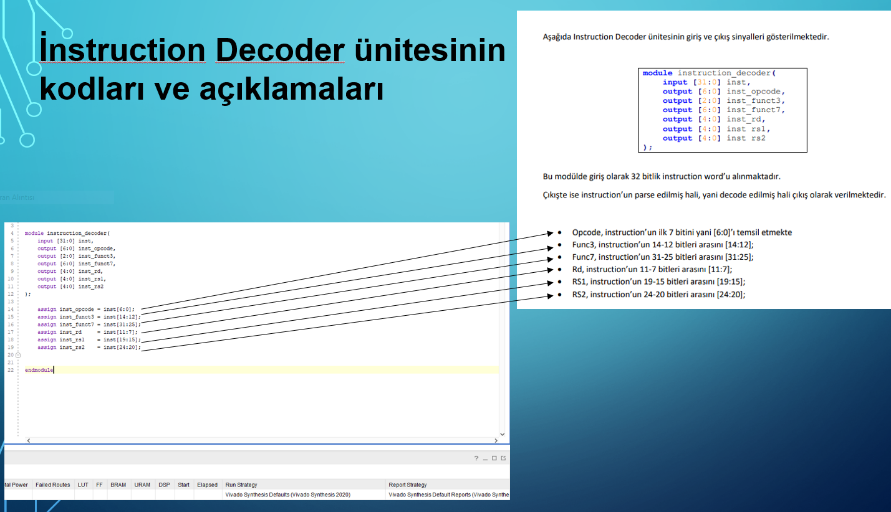 İnstruction Decoder ünitesinin
kodları ve açıklamaları
Aşağıda Instruction Decoder ünitesinin giriş ve çıkış sinyalleri gösterilmektedir.
module instruction_decoder(
input [31:0] inst,
output [6:0] inst_opcode,
output [2:0] inst_funct3,
output [6:0] inst_funct7,
output [4:0] inst_rd,
output [4:0] inst_rs1,
output [4:0] inst_rs2
);
Bu modülde giriş olarak 32 bitlik instruction word'u alınmaktadır.
Çıkışte ise instruction'un parse edilmiş hali, yani decode edilmiş hali çıkış olarak verilmektedir.
• Opcode, instruction'un ilk 7 bitini yani [6:0]'ı temsil etmekte
• Func3, instruction'un 14-12 bitleri arasını [14:12];
• Func7, instruction'un 31-25 bitleri arasını [31:25];
• Rd, instruction'un 11-7 bitleri arasını [11:7];
• RS1, instruction'un 19-15 bitleri arasını [19:15];
• RS2, instruction'un 24-20 bitleri arasını [24:20];
3
4 module instruction_decoder(
5 input [31:0] inst,
6 output [6:0] inst_opcode,
7 output [2:0] inst_funct3,
8 output [6:0] inst_funct7,
9 output [4:0] inst_rd,
10 output [4:0] inst_rs1,
11 output [4:0] inst_rs2
12 );
13
14 assign inst_opcode = inst[6:0];
15 assign inst_funct3 = inst[14:12];
16 assign inst_funct7 = inst[31:25];
17 assign inst_rd = inst[11:7];
18 assign inst_rs1 = inst[19:15];
19 assign inst_rs2 = inst[24:20];
20
21
22 endmodule
tal Power Failed Routes LUT FF BRAM URAM DSP Start Elapsed Run Strategy Report Strategy
Vivado Synthesis Defaults (Vivado Synthesis 2020) Vivado Synthesis Default Reports (Vivado Synthe